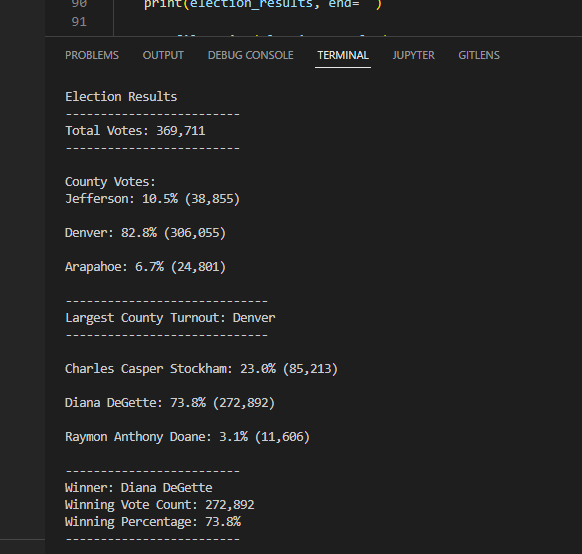 90 print(election_results, end= )
91
PROBLEMS OUTPUT DEBUG CONSOLE TERMINAL JUPYTER GITLENS
Election Results
-------------------------
Total Votes: 369,711
-------------------------
County Votes:
Jefferson: 10.5% (38,855)
Denver: 82.8% (306,055)
Arapahoe: 6.7% (24,801)
-----------------------------
Largest County Turnout: Denver
-----------------------------
Charles Casper Stockham: 23.0% (85,213)
Diana DeGette: 73.8% (272,892)
Raymon Anthony Doane: 3.1% (11,606)
-------------------------
Winner: Diana DeGette
Winning Vote Count: 272,892
Winning Percentage: 73.8%
-------------------------